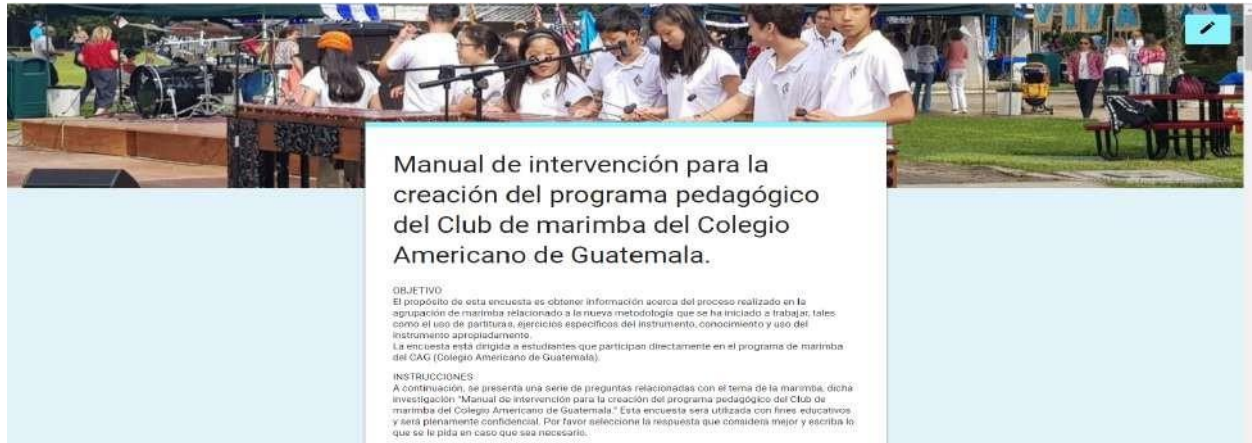 VIVA
Manual de intervención para la
creación del programa pedagógico
del Club de marimba del Colegio
Americano de Guatemala.
OBJETIVO
El propósito de esta encuesta es obtener información acerca del proceso realizado en la
agrupación de marimba relacionado a la nueva metodología que se ha iniciado a trabajar, tales
como el uso de partituras, ejercicios específicos del instrumento, conocimiento y uso del
instrumento apropiadamente.
La encuesta está dirigida a estudiantes que participan directamente en el programa de marimba
del CAG (Colegio Americano de Guatemala).
INSTRUCCIONES
A continuación, se presenta una serie de preguntas relacionadas con el tema de la marimba, dicha
investigación "Manual de intervención para la creación del programa pedagógico del Club de
marimba del Colegio Americano de Guatemala." Esta encuesta será utilizada con fines educativos
y será plenamente confidencial. Por favor seleccione la respuesta que considera mejor y escriba lo
que se le pida en caso que sea necesario.